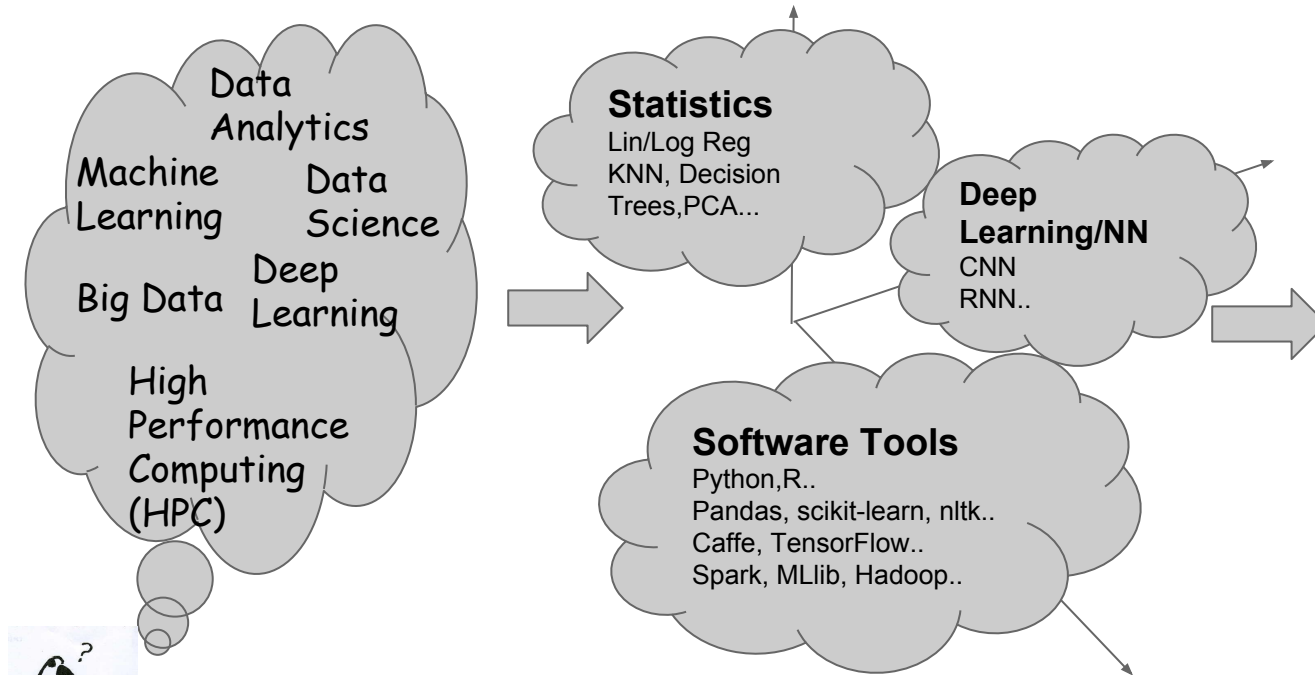 Data
Analytics
Machine
Learning
Data
Science
Big Data
Deep
Learning
High
Performance
Computing
(HPC)
?
Statistics
Lin/Log Reg
KNN, Decision
Trees,PCA...
Deep
Learning/NN
CNN
RNN..
Software Tools
Python,R..
Pandas, scikit-learn, nltk..
Caffe, TensorFlow..
Spark, MLlib, Hadoop..